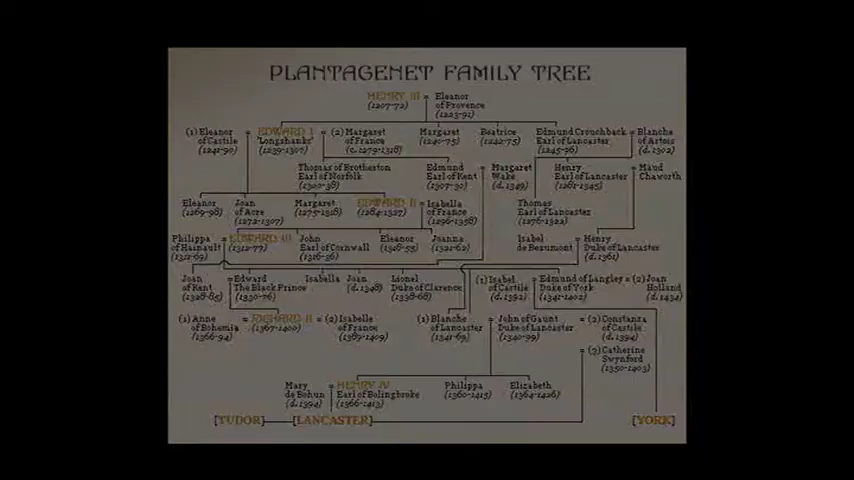 PLANTAGENET FAMILY TREE
HENRY III = Eleanor
(1207-72) of Provence
(1223-91)
(1) Eleanor = EDWARD I = (2) Margaret Margaret Beatrice Edmund Crouchback = Blanche
of Castile 'Longshanks' of France (1240-75) (1242-75) Earl of Lancaster of Artois
(1241-90) (1239-1307) (c.1279-1318) (1245-96) (d.1302)
Thomas of Brotherton Edmund = Margaret Henry = Maud
Earl of Norfolk Earl of Kent Wake Earl of Lancaster Chaworth
(1300-38) (1307-30) (d.1349) (1281-1345)
Eleanor Joan Margaret EDWARD II = Isabella Thomas
(1269-98) of Acre (1275-1318) (1284-1327) of France Earl of Lancaster
(1272-1307) (1296-1358) (1276-1322)
Philippa = EDWARD III John Eleanor Joanna Isabel = Henry
of Hainault (1312-77) Earl of Cornwall (1318-55) (1321-62) de Beaumont Duke of Lancaster
(1311-69) (1316-36) (d.1361)
Joan = Edward Isabella Joan Lionel (1) Isabel = Edmund of Langley = (2) Joan
of Kent The Black Prince (d.1348) Duke of Clarence of Castile Duke of York Holland
(1328-85) (1330-76) (1338-68) (d.1392) (1341-1402) (d.1434)
(1) Anne = RICHARD II = (2) Isabelle (1) Blanche = John of Gaunt = (2) Constanza
of Bohemia (1367-1400) of France of Lancaster Duke of Lancaster of Castile
(1366-94) (1389-1409) (1341-69) (1340-99) (d.1394)
= (3) Catherine
Swynford
(1350-1403)
Mary = HENRY IV Philippa Elizabeth
de Bohun Earl of Bolingbroke (1360-1415) (1364-1426)
(d.1394) (1366-1413)
[TUDOR] [LANCASTER] [YORK]